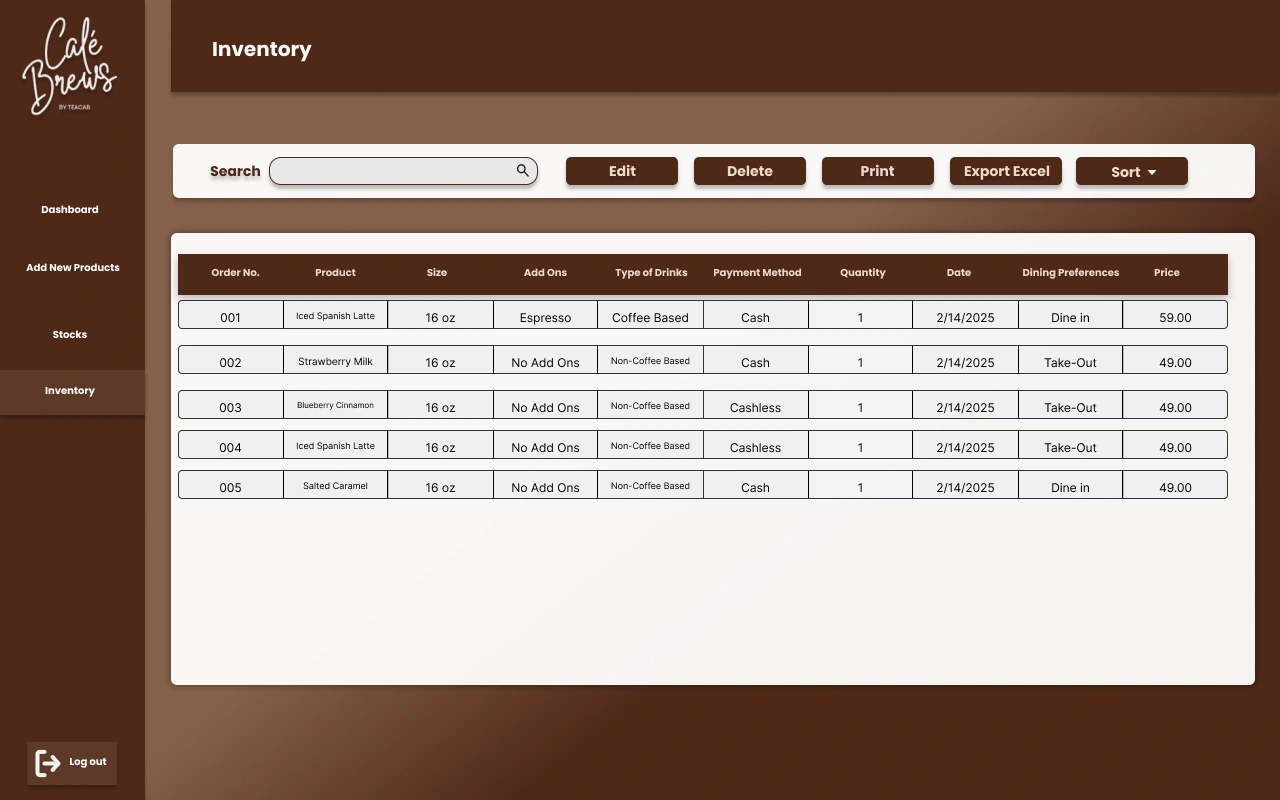 Café
Brews
BY TEACAB
Inventory
Search
Edit
Delete
Print
Export Excel
Sort
Dashboard
Add New Products
Stocks
Inventory
Log out
Order No. Product Size Add Ons Type of Drinks Payment Method Quantity Date Dining Preferences Price
001 Iced Spanish Latte 16 oz Espresso Coffee Based Cash 1 2/14/2025 Dine in 59.00
002 Strawberry Milk 16 oz No Add Ons Non-Coffee Based Cash 1 2/14/2025 Take-Out 49.00
003 Blueberry Cinnamon 16 oz No Add Ons Non-Coffee Based Cashless 1 2/14/2025 Take-Out 49.00
004 Iced Spanish Latte 16 oz No Add Ons Non-Coffee Based Cashless 1 2/14/2025 Take-Out 49.00
005 Salted Caramel 16 oz No Add Ons Non-Coffee Based Cash 1 2/14/2025 Dine in 49.00